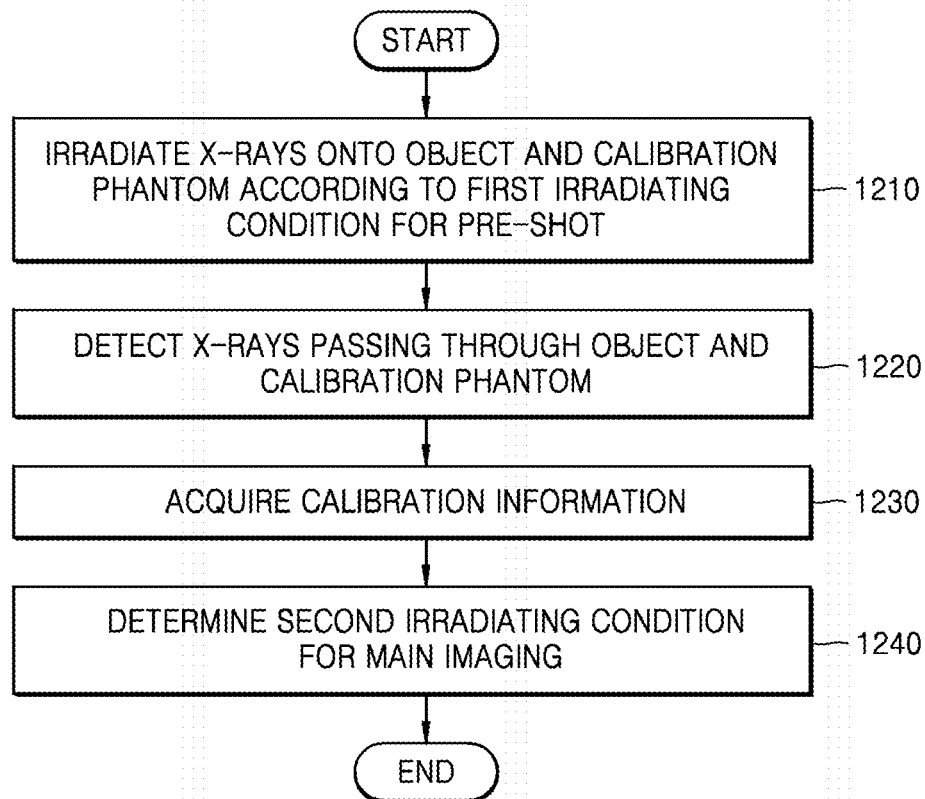 START
IRRADIATE X-RAYS ONTO OBJECT AND CALIBRATION
PHANTOM ACCORDING TO FIRST IRRADIATING
CONDITION FOR PRE-SHOT
1210
DETECT X-RAYS PASSING THROUGH OBJECT AND
CALIBRATION PHANTOM
1220
ACQUIRE CALIBRATION INFORMATION
1230
DETERMINE SECOND IRRADIATING CONDITION
FOR MAIN IMAGING
1240
END